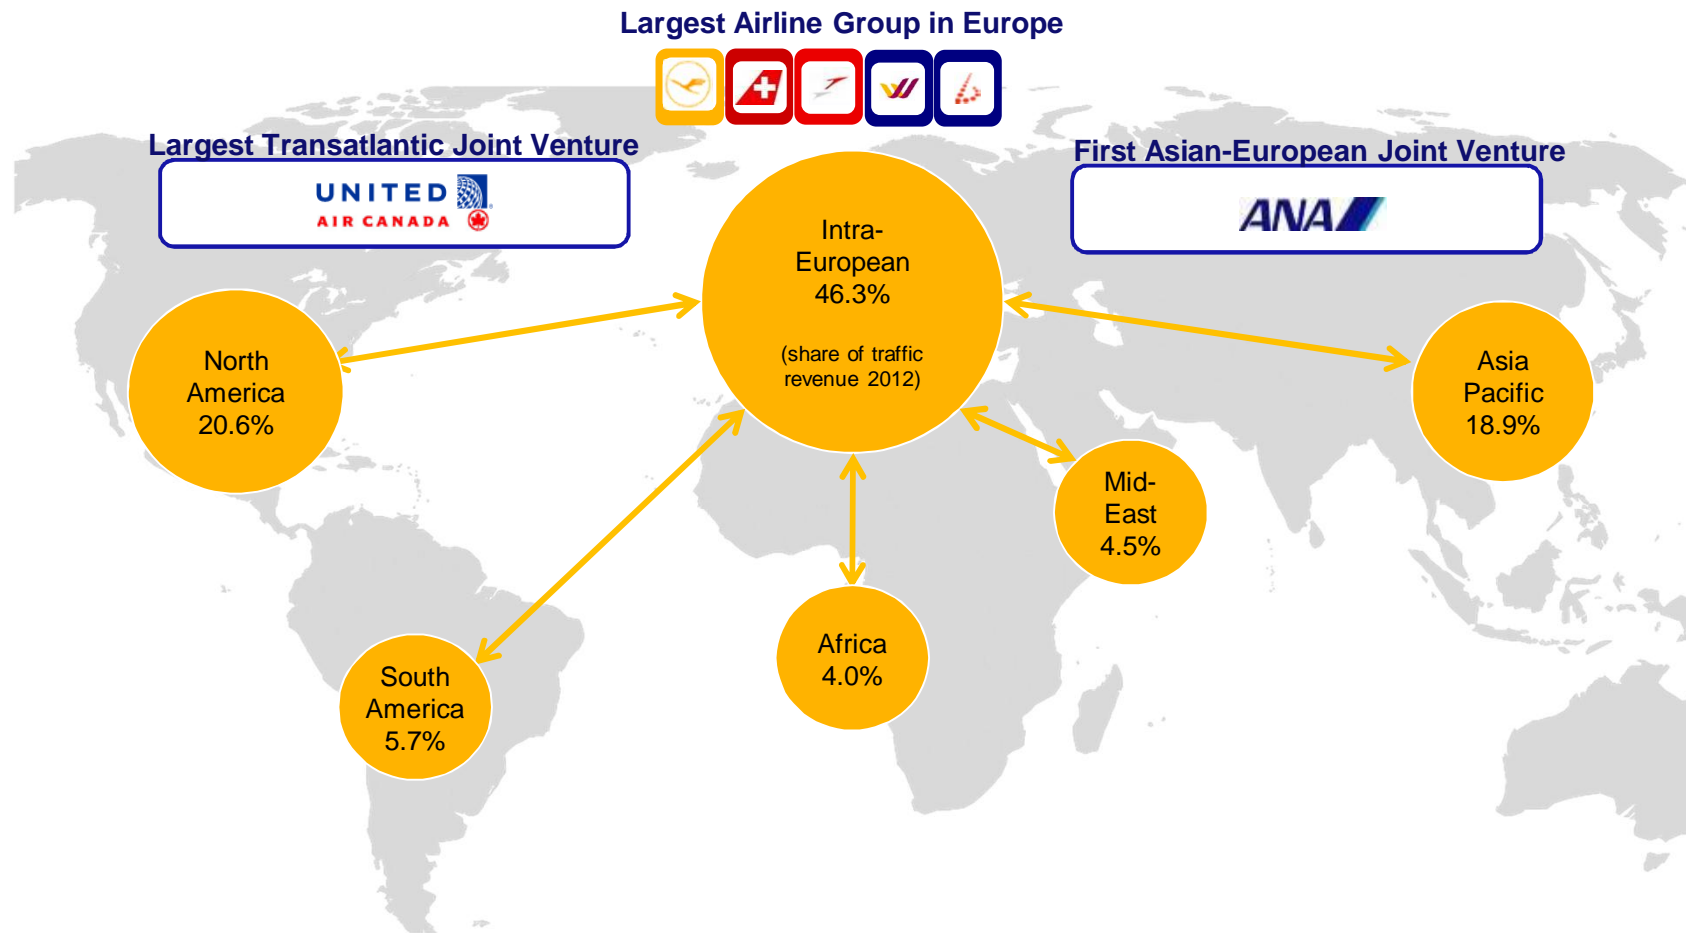 Largest Airline Group in Europe
Largest Transatlantic Joint Venture
UNITED
AIR CANADA
First Asian-European Joint Venture
ANA
Intra-
European
46.3%
(share of traffic
revenue 2012)
North
America
20.6%
Asia
Pacific
18.9%
Mid-
East
4.5%
Africa
4.0%
South
America
5.7%